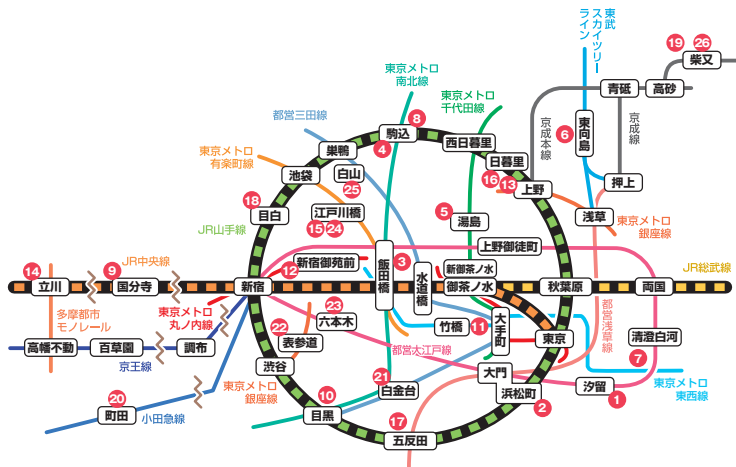 東武
スカイツリー
ライン
19
26
柴又
東京メトロ
南北線
東京メトロ
千代田線
青砥
高砂
都営三田線
8
駒込
4
京成本線
6
東向島
京成線
東京メトロ
有楽町線
巣鴨
西日暮里
日暮里
池袋
白山
25
16
13
上野
押上
18
目白
江戸川橋
15
24
5
湯島
浅草
東京メトロ
銀座線
JR山手線
上野御徒町
JR中央線
新宿御苑前
飯田橋
3
新御茶ノ水
JR総武線
14
9
12
水道橋
立川
国分寺
新宿
御茶ノ水
秋葉原
両国
多摩都市
モノレール
東京メトロ
丸ノ内線
23
六本木
竹橋
11
大手町
都営浅草線
高幡不動
百草園
調布
22
表参道
都営大江戸線
東京
清澄白河
7
京王線
渋谷
21
白金台
大門
汐留
1
東京メトロ
東西線
20
町田
小田急線
東京メトロ
銀座線
10
目黒
浜松町
2
17
五反田